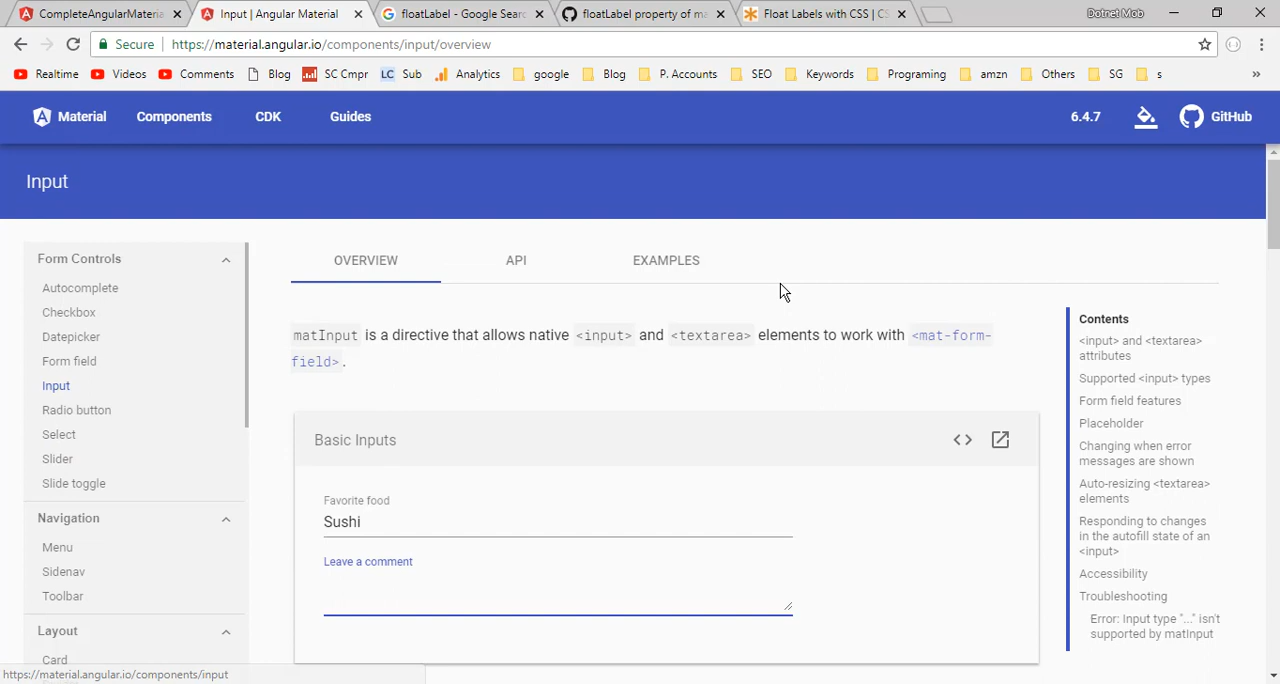 CompleteAngularMateria
Input | Angular Material
floatLabel - Google Sear
floatLabel property of ma
Float Labels with CSS | CS
Dotnet Mob
Secure
https://material.angular.io/components/input/overview
Realtime
Videos
Comments
Blog
SC Cmpr
LC Sub
Analytics
google
Blog
P. Accounts
SEO
Keywords
Programing
amzn
Others
SG
s
»
Material
Components
CDK
Guides
6.4.7
GitHub
Input
Form Controls
Autocomplete
Checkbox
Datepicker
Form field
Input
Radio button
Select
Slider
Slide toggle
Navigation
Menu
Sidenav
Toolbar
Layout
Card
OVERVIEW
API
EXAMPLES
matInput is a directive that allows native <input> and <textarea> elements to work with <mat-form-
field>.
Basic Inputs
Favorite food
Sushi
Leave a comment
Contents
<input> and <textarea>
attributes
Supported <input> types
Form field features
Placeholder
Changing when error
messages are shown
Auto-resizing <textarea>
elements
Responding to changes
in the autofill state of an
<input>
Accessibility
Troubleshooting
Error: Input type "..." isn't
supported by matInput
https://material.angular.io/components/input